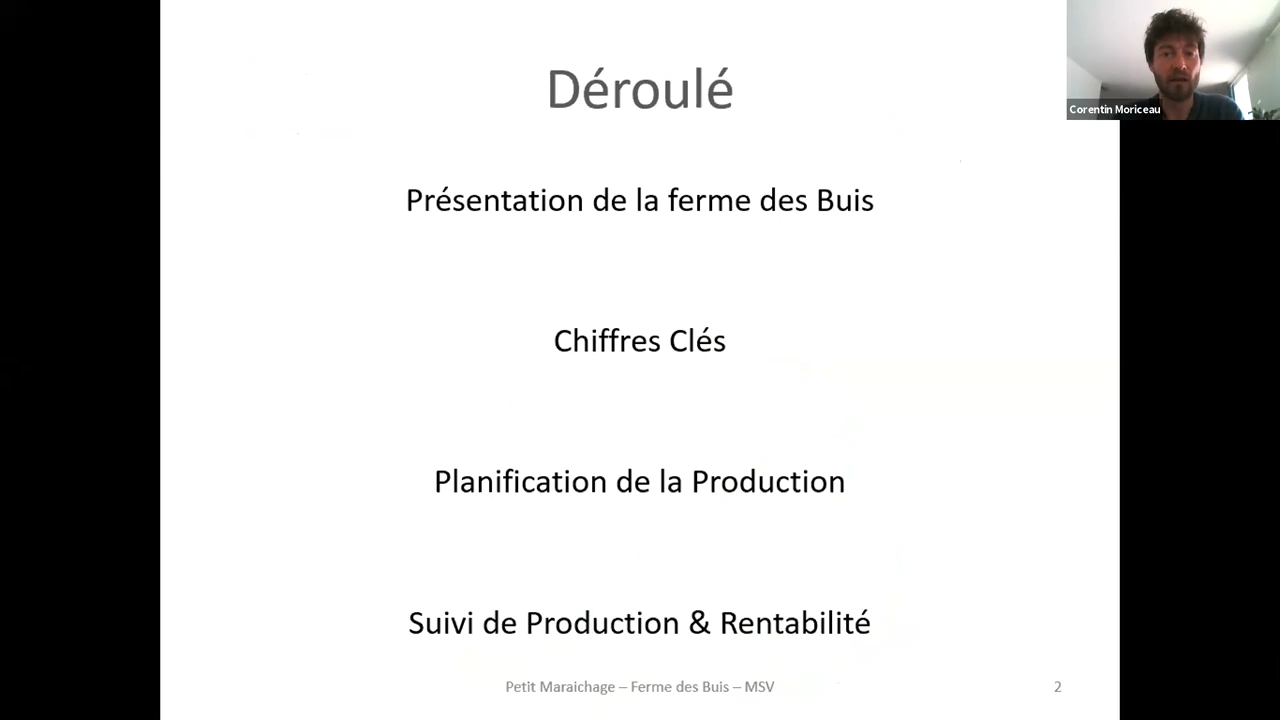 Déroulé
Corentin Moriceau
Présentation de la ferme des Buis
Chiffres Clés
Planification de la Production
Suivi de Production & Rentabilité
Petit Maraichage – Ferme des Buis – MSV
2